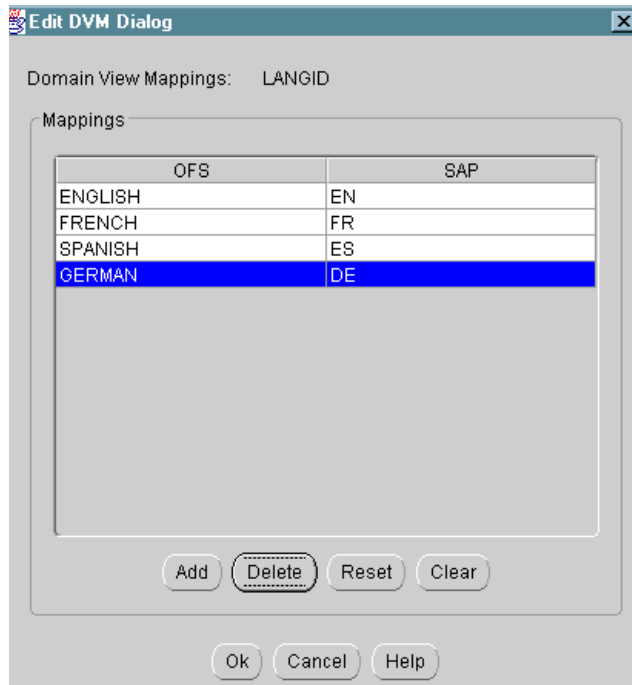 Edit DVM Dialog
Domain View Mappings: LANGID
Mappings
OFS SAP
ENGLISH EN
FRENCH FR
SPANISH ES
GERMAN DE
Add Delete Reset Clear
Ok Cancel Help